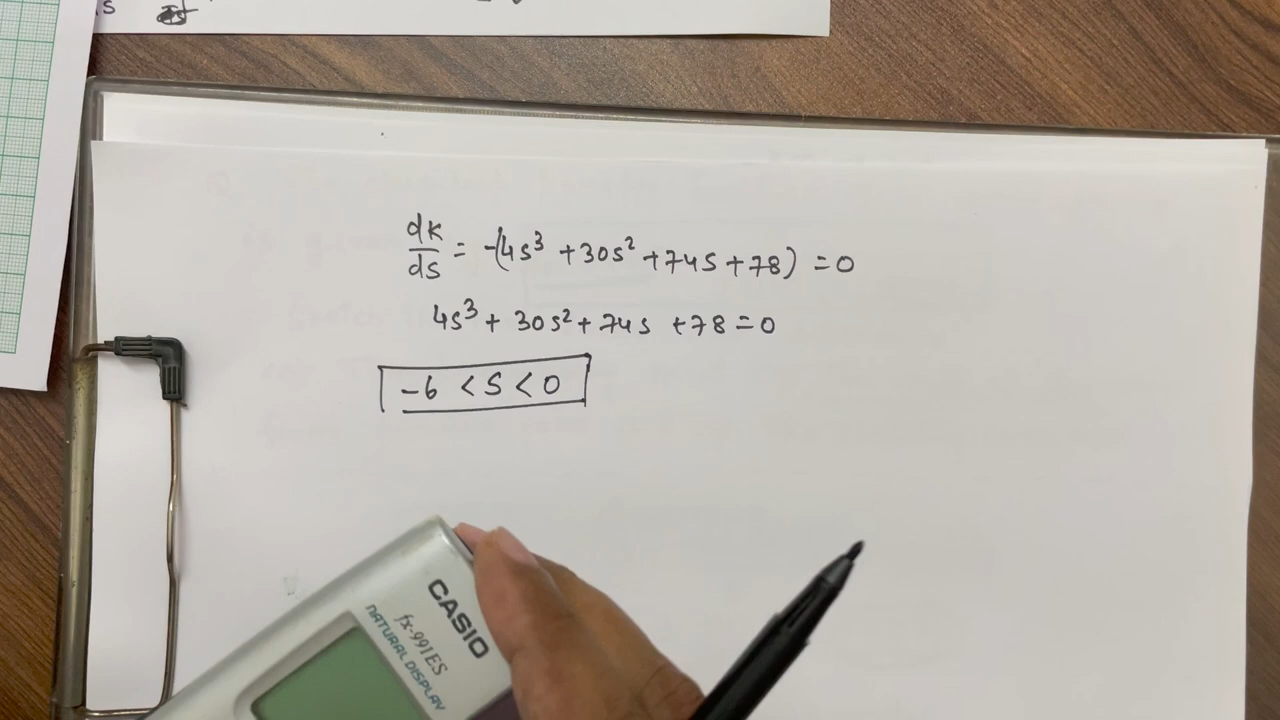 s
dK/ds = -(4s³ + 30s² + 74s + 78) = 0
4s³ + 30s² + 74s + 78 = 0
-6 < S < 0
CASIO
fx-991ES
NATURAL DISPLAY